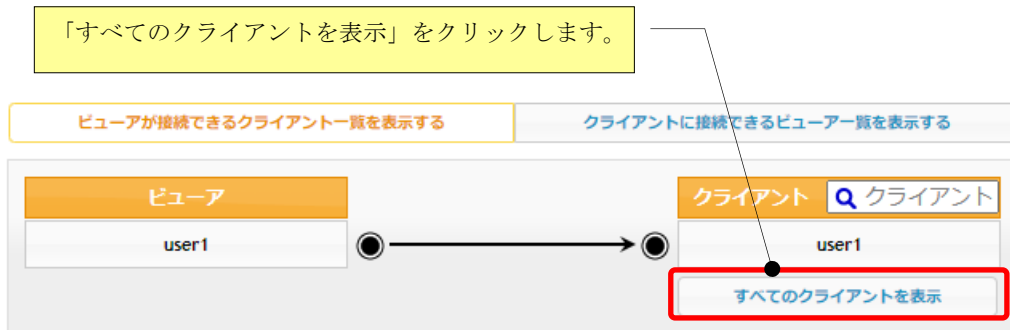 「すべてのクライアントを表示」をクリックします。
ビューアが接続できるクライアント一覧を表示する
クライアントに接続できるビューア一覧を表示する
ビューア
クライアント
クライアント
user1
user1
すべてのクライアントを表示